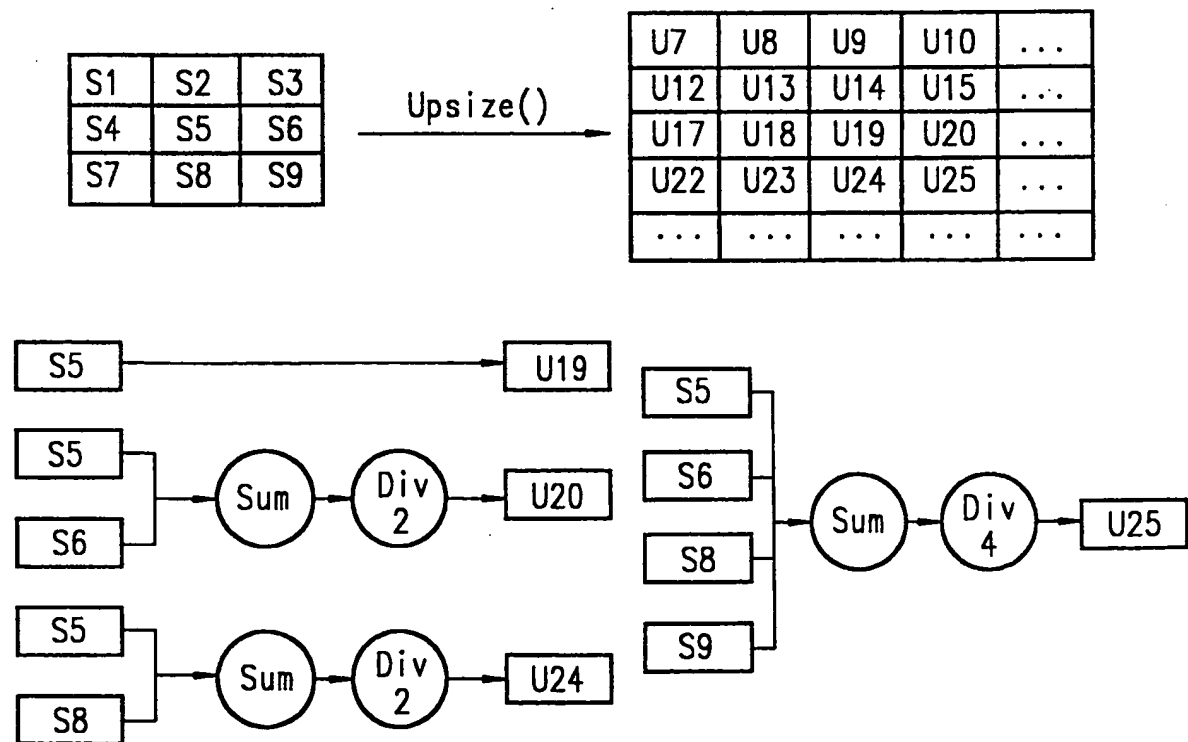 S1 S2 S3
S4 S5 S6
S7 S8 S9
Upsize()
U7 U8 U9 U10 ...
U12 U13 U14 U15 ...
U17 U18 U19 U20 ...
U22 U23 U24 U25 ...
... ... ... ... ...
S5 U19
S5
S6
Sum
Div
2
U20
S5
S8
Sum
Div
2
U24
S5
S6
S8
S9
Sum
Div
4
U25